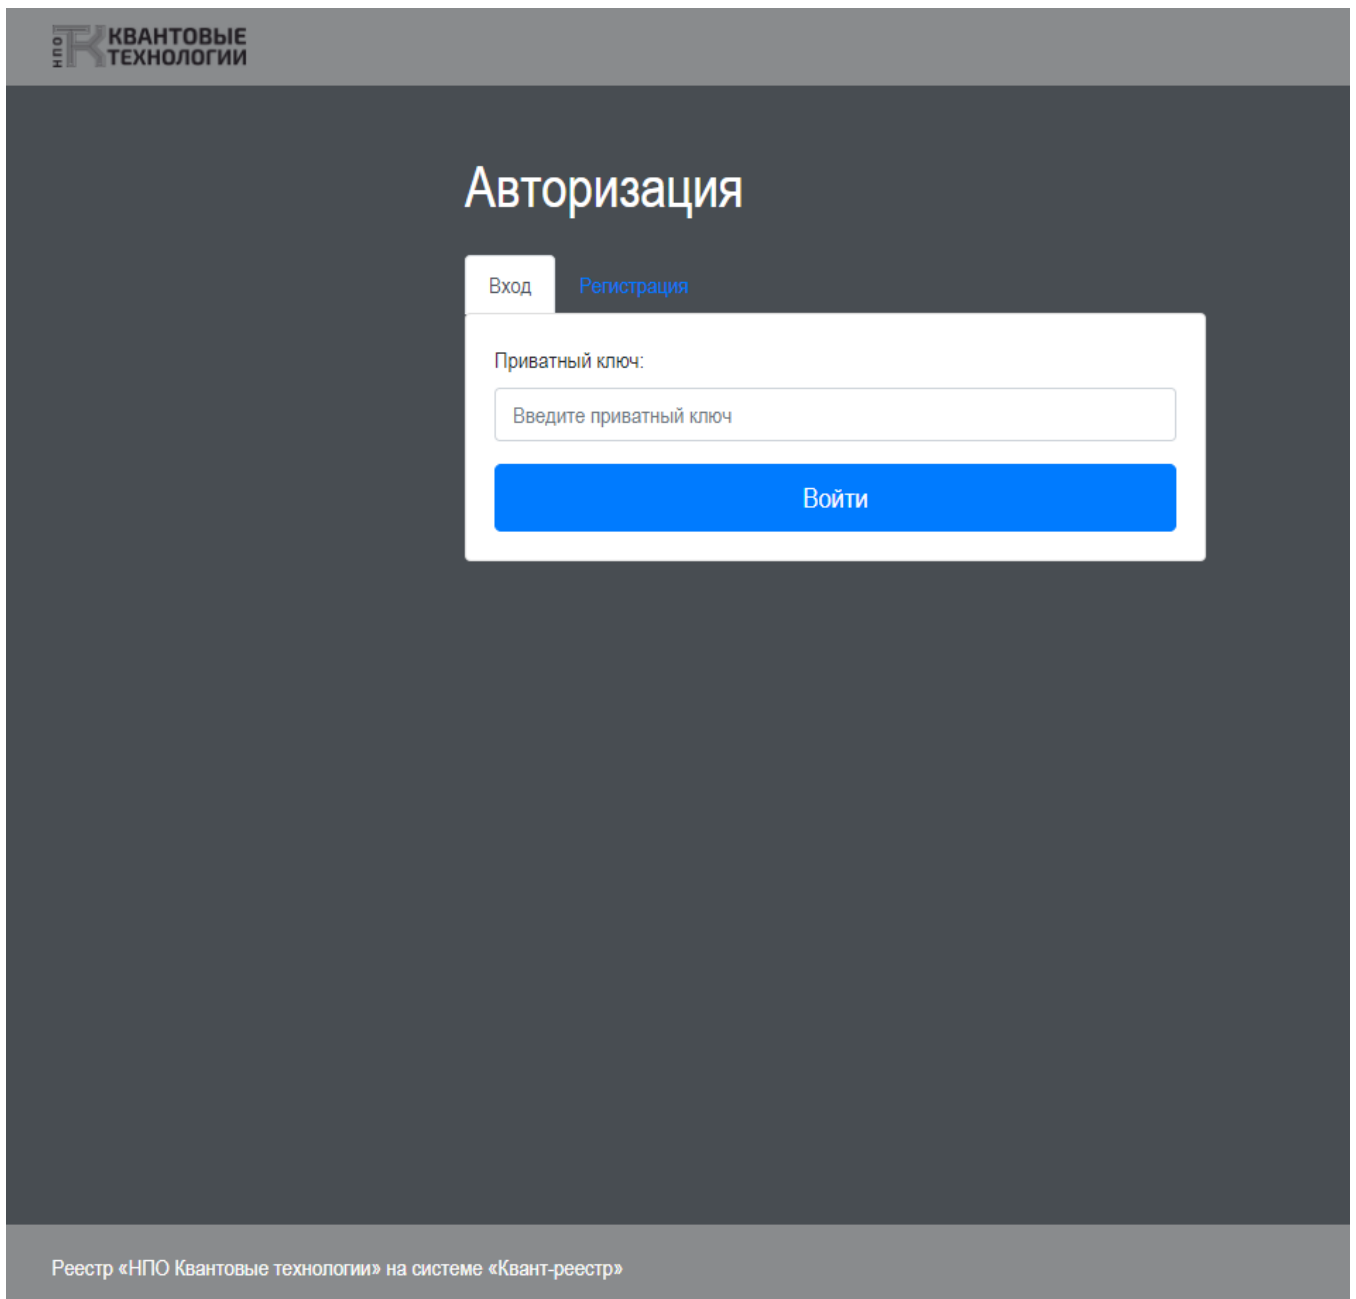 НПО
КВАНТОВЫЕ
ТЕХНОЛОГИИ
Авторизация
Вход Регистрация
Приватный ключ:
Введите приватный ключ
Войти
Реестр «НПО Квантовые технологии» на системе «Квант-реестр»